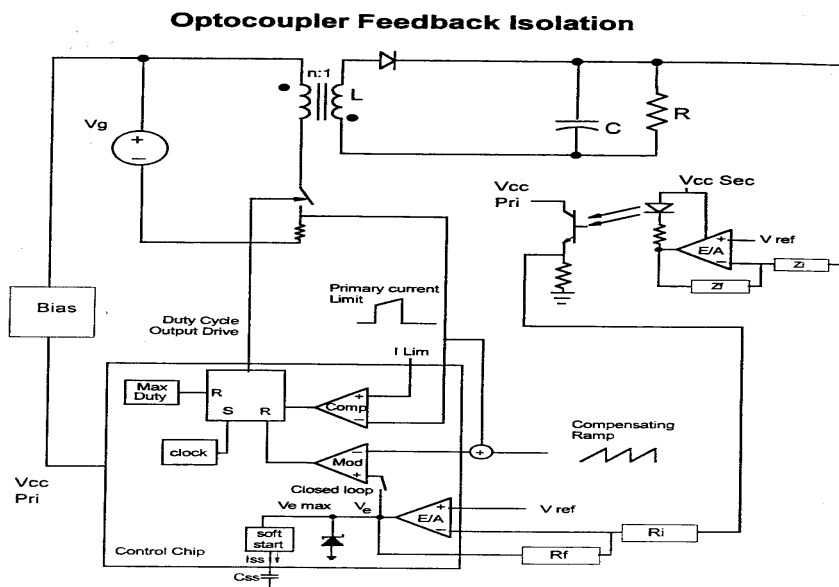 Optocoupler Feedback Isolation
n:1
L
Vg
C
R
Vcc
Pri
Vcc Sec
E/A
+
−
V ref
Zi
Zf
Bias
Duty Cycle
Output Drive
Primary current
Limit
I Lim
Max
Duty
R
S R
Comp
+
−
clock
Mod
−
+
+
Compensating
Ramp
Vcc
Pri
Closed loop
Ve max
Ve
E/A
+
−
V ref
Ri
Rf
soft
start
Iss
Control Chip
Css